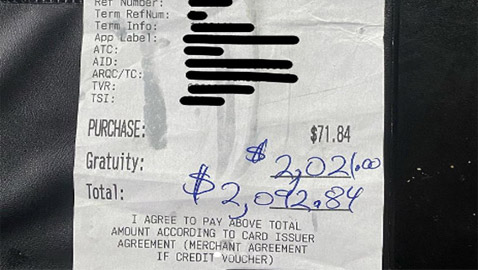 Ref Number:
Term RefNum:
Term Info:
App Label:
ATC:
AID:
ARQC/TC:
TVR:
TSI:
PURCHASE: $71.84
Gratuity: $2,021.00
Total: $2,092.84
I AGREE TO PAY ABOVE TOTAL
AMOUNT ACCORDING TO CARD ISSUER
AGREEMENT (MERCHANT AGREEMENT
IF CREDIT VOUCHER)